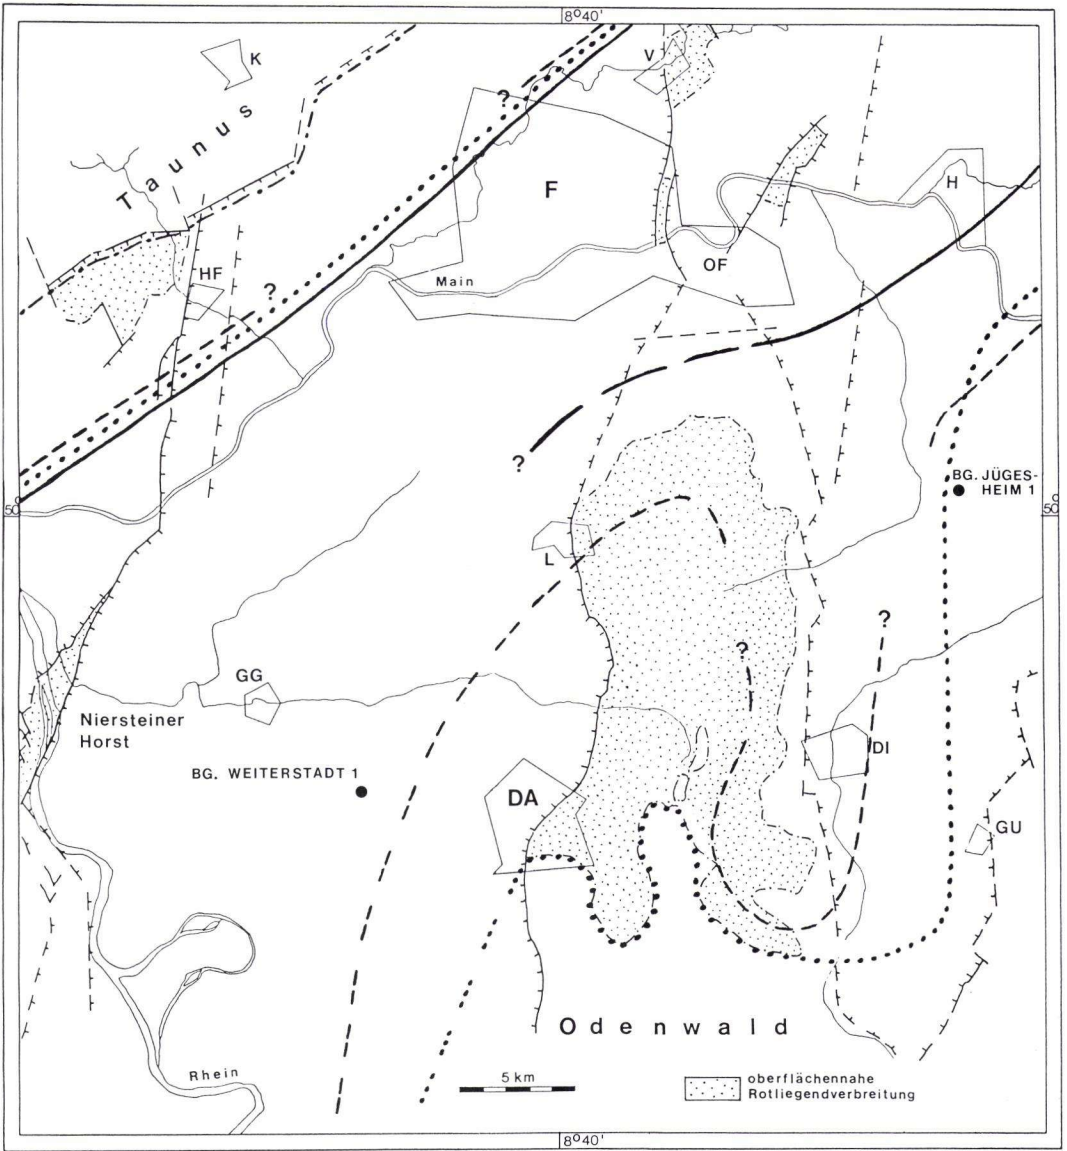 8°40'
K
V
Taunus
?
F
H
HF
OF
?
Main
?
BG. JÜGES-
HEIM 1
50°
50°
L
?
?
GG
Niersteiner
Horst
DI
BG. WEITERSTADT 1
DA
GU
Odenwald
Rhein
5 km
oberflächennahe
Rotliegendverbreitung
8°40'